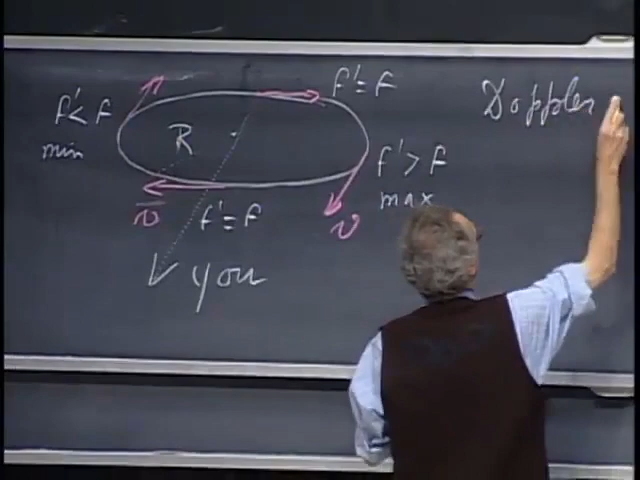 f' = f
Doppler
f' < f
min
R
f' > f
max
v
f' = f
v
you